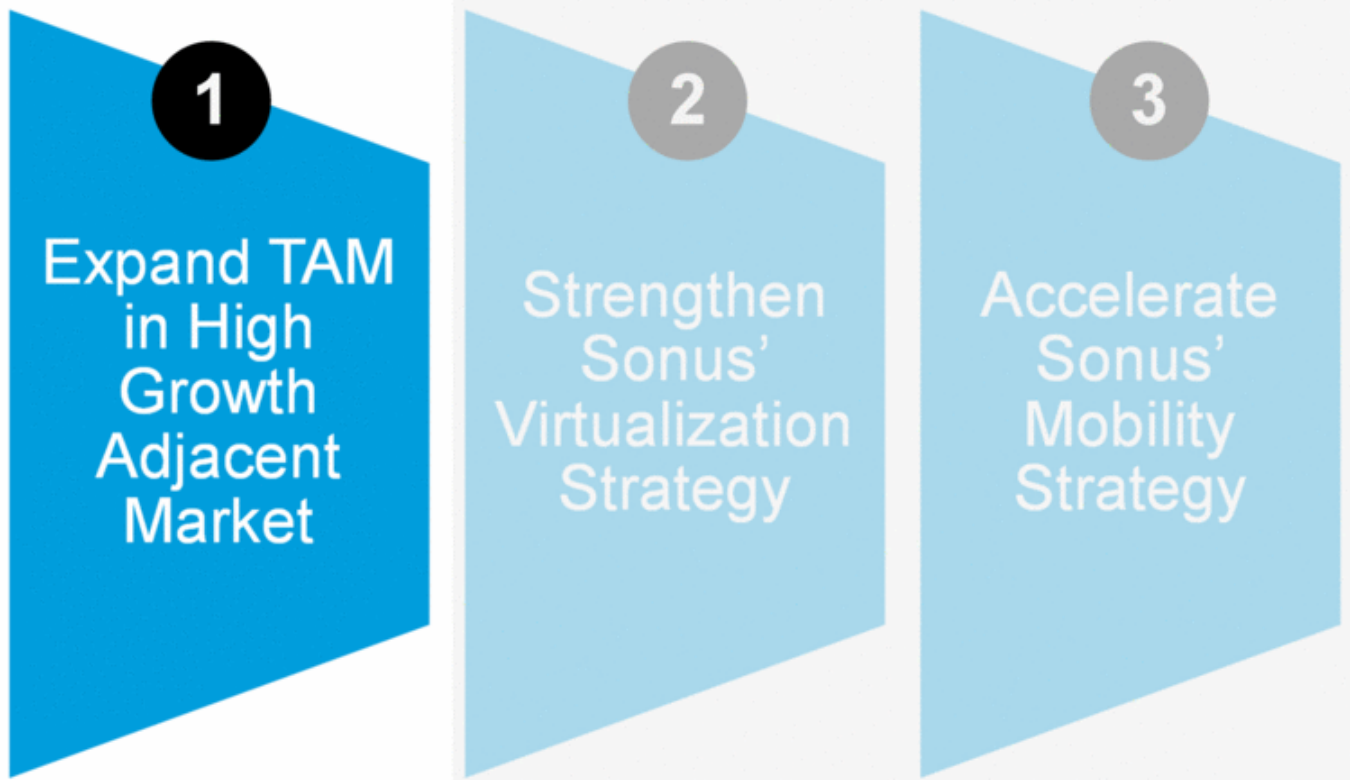 1
Expand TAM
in High
Growth
Adjacent
Market
2
Strengthen
Sonus’
Virtualization
Strategy
3
Accelerate
Sonus’
Mobility
Strategy